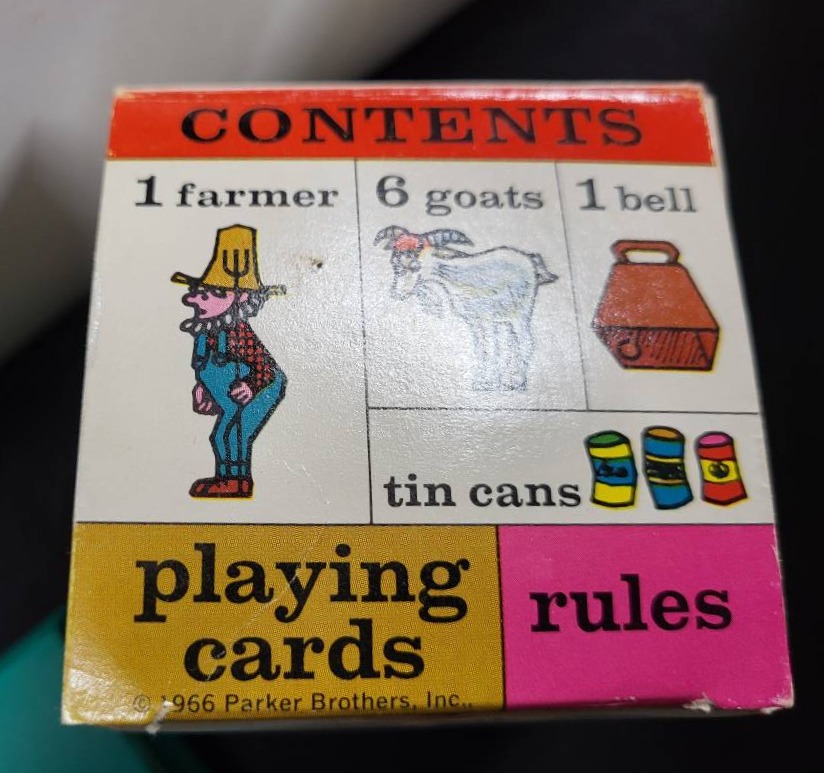 CONTENTS
1 farmer
6 goats
1 bell
tin cans
playing
cards
rules
© 1966 Parker Brothers, Inc.